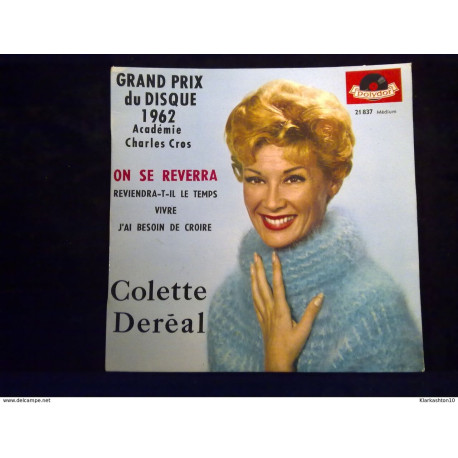 GRAND PRIX
du DISQUE
1962
Académie
Charles Cros
Polydor
21 837 Médium
ON SE REVERRA
REVIENDRA-T-IL LE TEMPS
VIVRE
J'AI BESOIN DE CROIRE
Colette
Deréal
www.delcampe.net
Klarkashton10